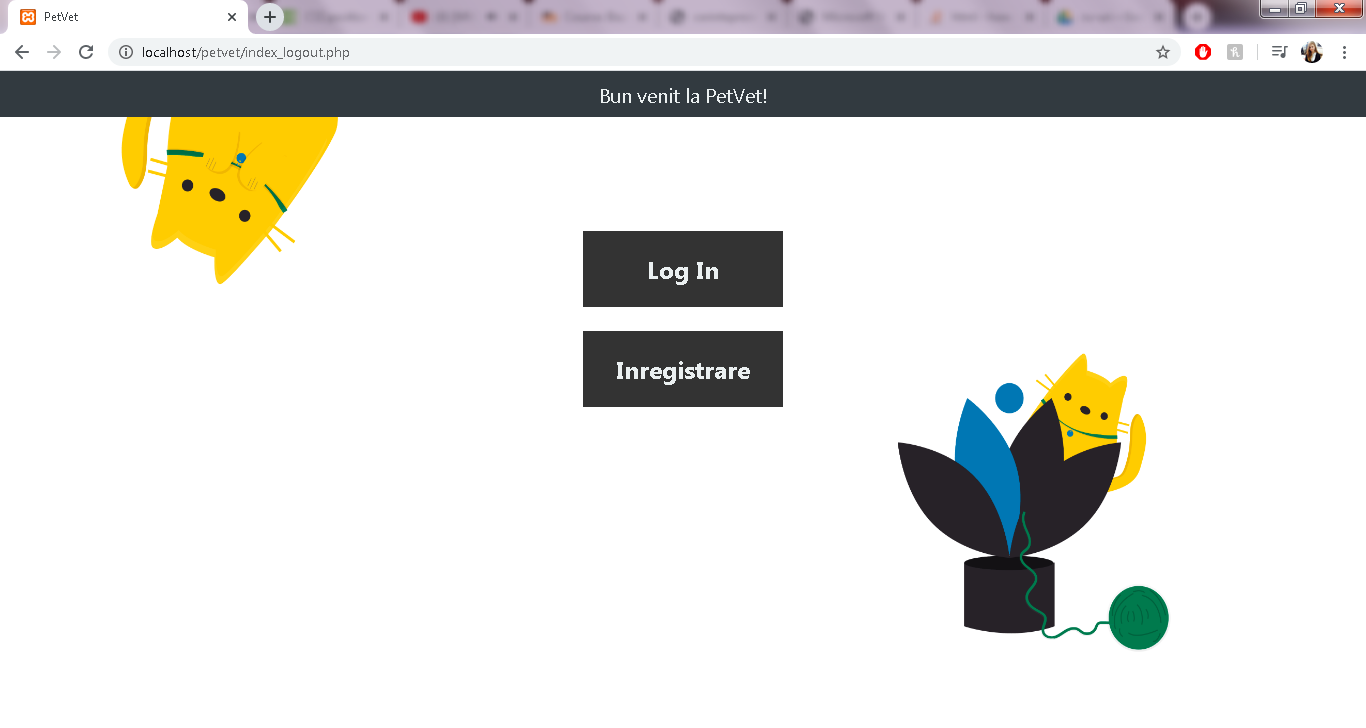 PetVet
localhost/petvet/index_logout.php
Bun venit la PetVet!
Log In
Inregistrare